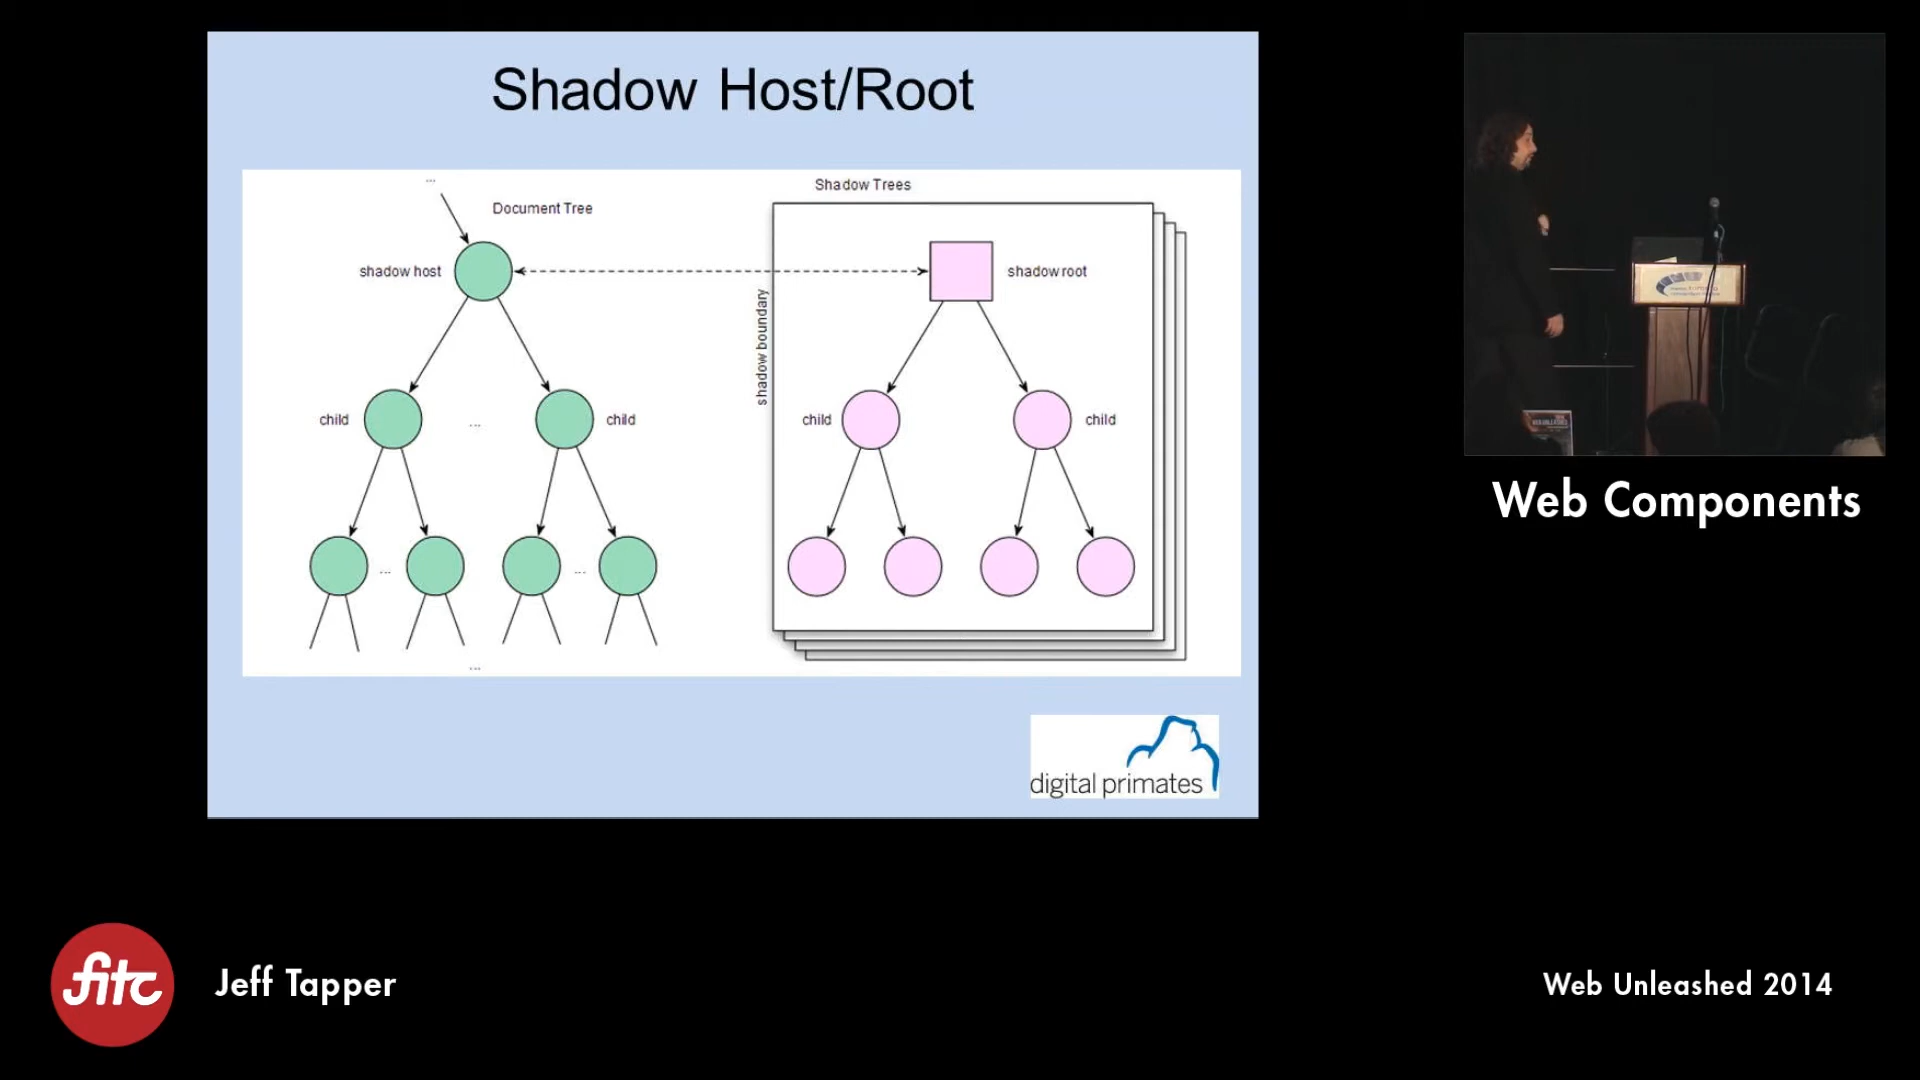 Shadow Host/Root
...
Document Tree
Shadow Trees
shadow host
shadow root
shadow boundary
child
...
child
child
child
...
...
...
digital primates
Web Components
fitc
Jeff Tapper
Web Unleashed 2014